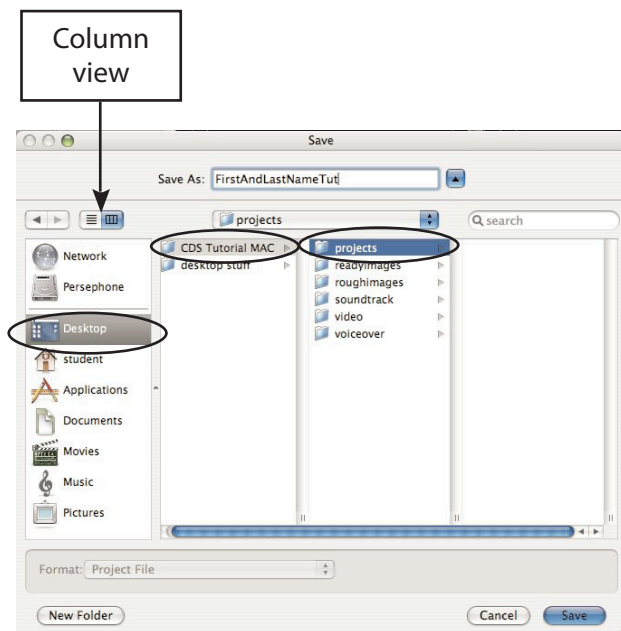 Column
view
Save
Save As: FirstAndLastNameTut
projects
search
Network
Persephone
Desktop
student
Applications
Documents
Movies
Music
Pictures
CDS Tutorial MAC
desktop stuff
projects
readyimages
roughimages
soundtrack
video
voiceover
Format: Project File
New Folder
Cancel
Save